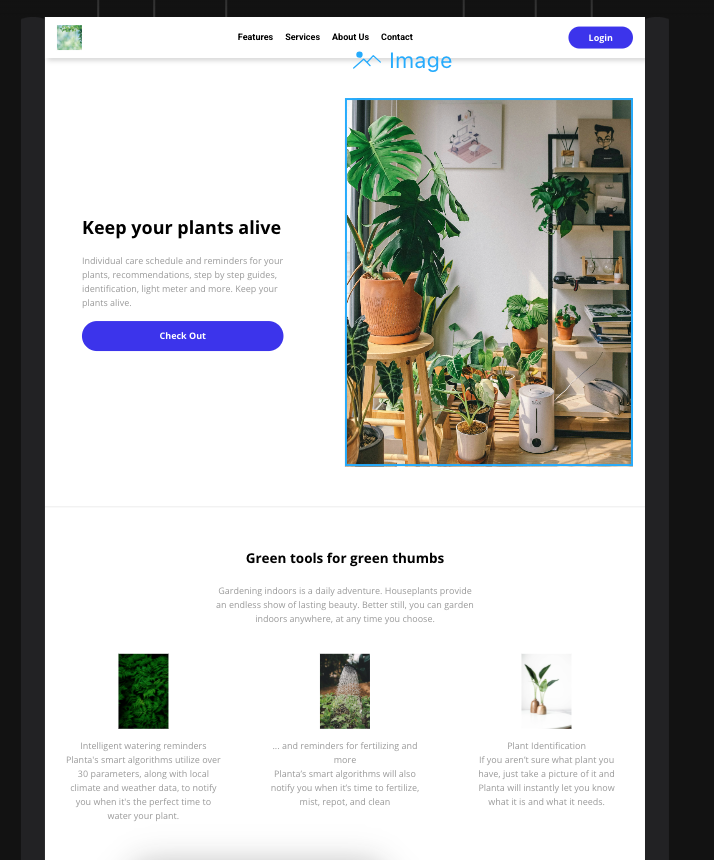 Features Services About Us Contact Login
Image
Keep your plants alive
Individual care schedule and reminders for your
plants, recommendations, step by step guides,
identification, light meter and more. Keep your
plants alive.
Check Out
Green tools for green thumbs
Gardening indoors is a daily adventure. Houseplants provide
an endless show of lasting beauty. Better still, you can garden
indoors anywhere, at any time you choose.
Intelligent watering reminders
Planta's smart algorithms utilize over
30 parameters, along with local
climate and weather data, to notify
you when it's the perfect time to
water your plant.
... and reminders for fertilizing and
more
Planta's smart algorithms will also
notify you when it's time to fertilize,
mist, repot, and clean
Plant Identification
If you aren't sure what plant you
have, just take a picture of it and
Planta will instantly let you know
what it is and what it needs.